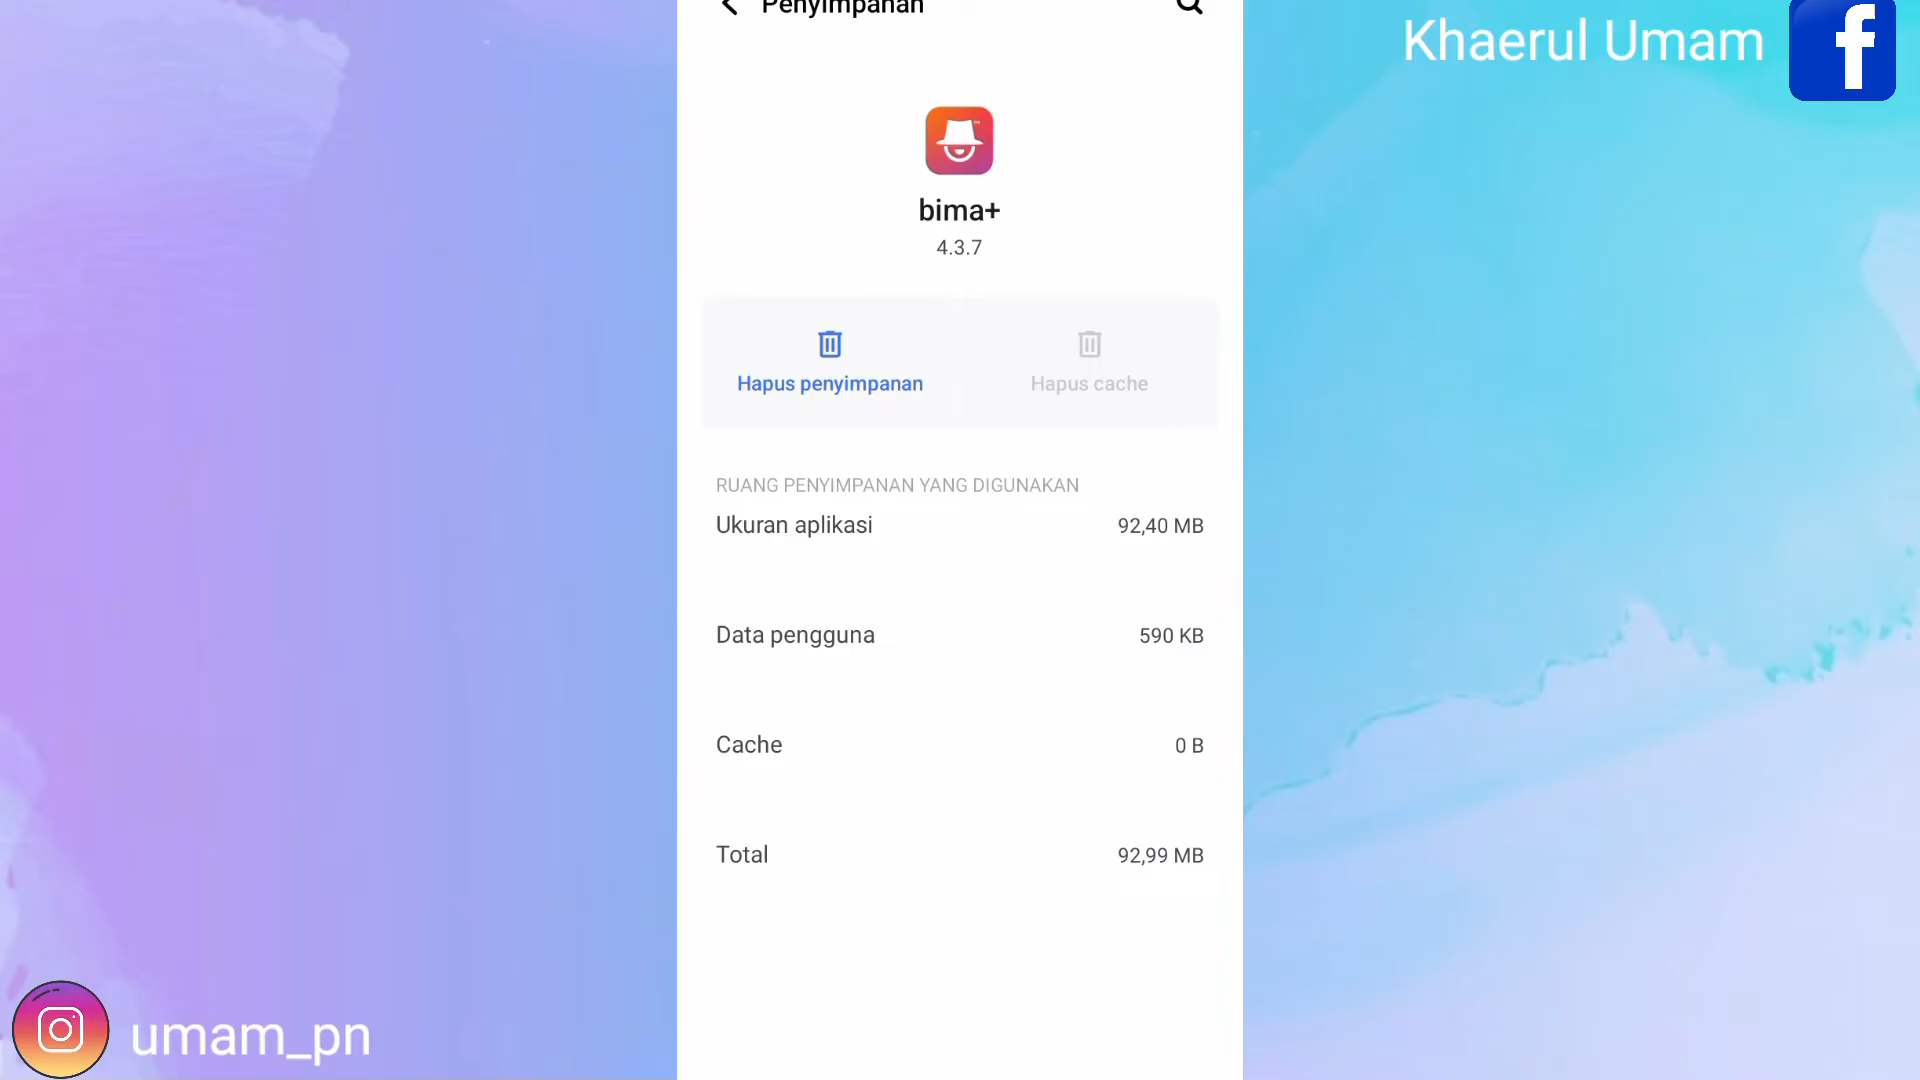 Penyimpanan
Khaerul Umam
bima+
4.3.7
Hapus penyimpanan
Hapus cache
RUANG PENYIMPANAN YANG DIGUNAKAN
Ukuran aplikasi 92,40 MB
Data pengguna 590 KB
Cache 0 B
Total 92,99 MB
umam_pn